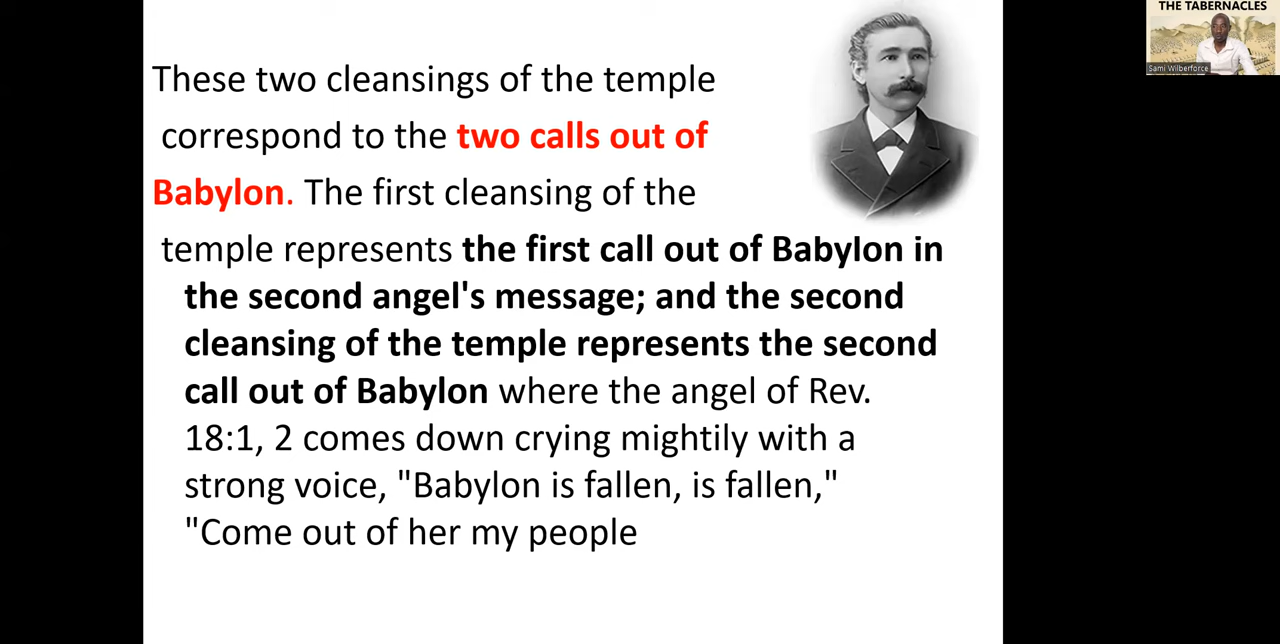 THE TABERNACLES
Sami Wilberforce
These two cleansings of the temple
correspond to the two calls out of
Babylon. The first cleansing of the
temple represents the first call out of Babylon in
the second angel's message; and the second
cleansing of the temple represents the second
call out of Babylon where the angel of Rev.
18:1, 2 comes down crying mightily with a
strong voice, "Babylon is fallen, is fallen,"
"Come out of her my people